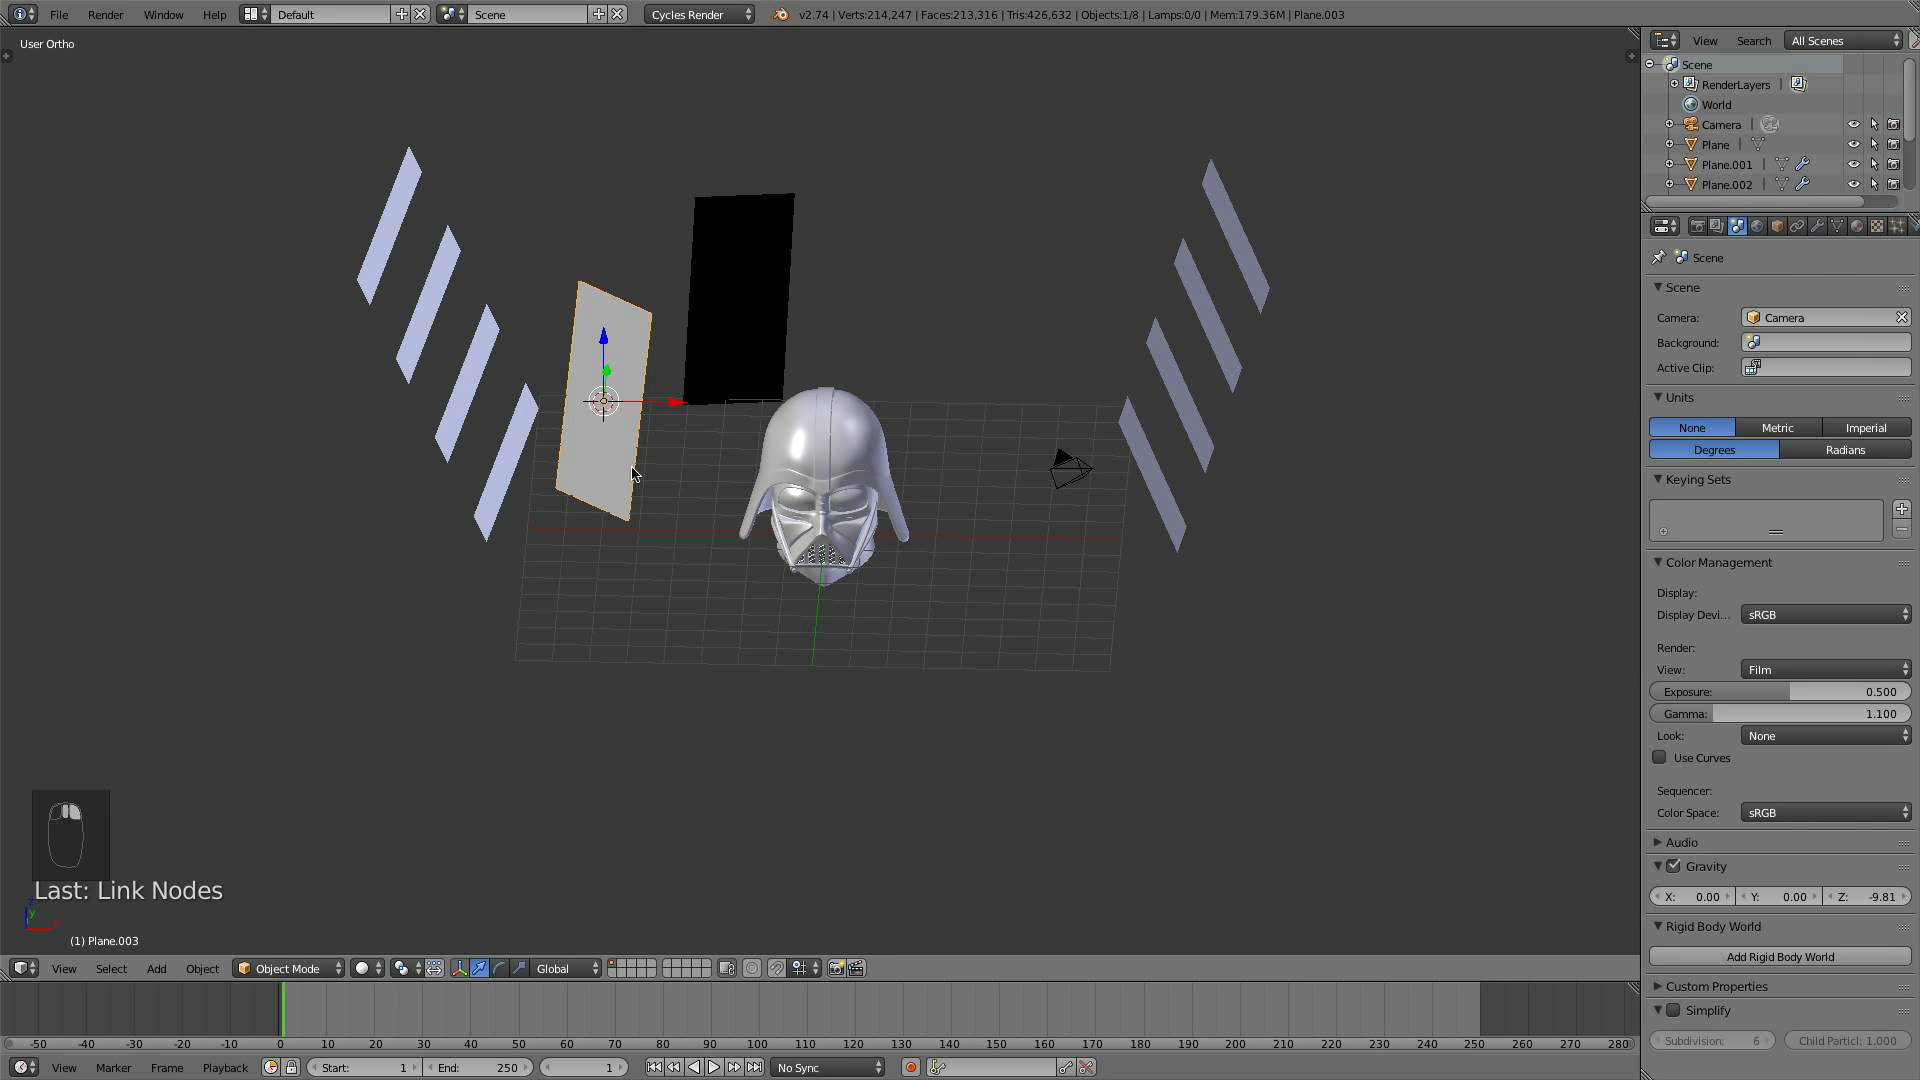 File Render Window Help Default Scene Cycles Render v2.74 | Verts:214,247 | Faces:213,316 | Tris:426,632 | Objects:1/8 | Lamps:0/0 | Mem:179.36M | Plane.003
User Ortho
View Search All Scenes
Scene
RenderLayers |
World
Camera |
Plane |
Plane.001 |
Plane.002 |
Scene
Scene
Camera: Camera
Background:
Active Clip:
Units
None Metric Imperial
Degrees Radians
Keying Sets
Color Management
Display:
Display Devi... sRGB
Render:
View: Film
Exposure: 0.500
Gamma: 1.100
Look: None
Use Curves
Sequencer:
Color Space: sRGB
Audio
Gravity
X: 0.00 Y: 0.00 Z: -9.81
Rigid Body World
Add Rigid Body World
Custom Properties
Simplify
Subdivision: 6 Child Particl: 1.000
Last: Link Nodes
z
y
x
(1) Plane.003
View Select Add Object Object Mode Global
-50 -40 -30 -20 -10 0 10 20 30 40 50 60 70 80 90 100 110 120 130 140 150 160 170 180 190 200 210 220 230 240 250 260 270 280
View Marker Frame Playback Start: 1 End: 250 1 No Sync